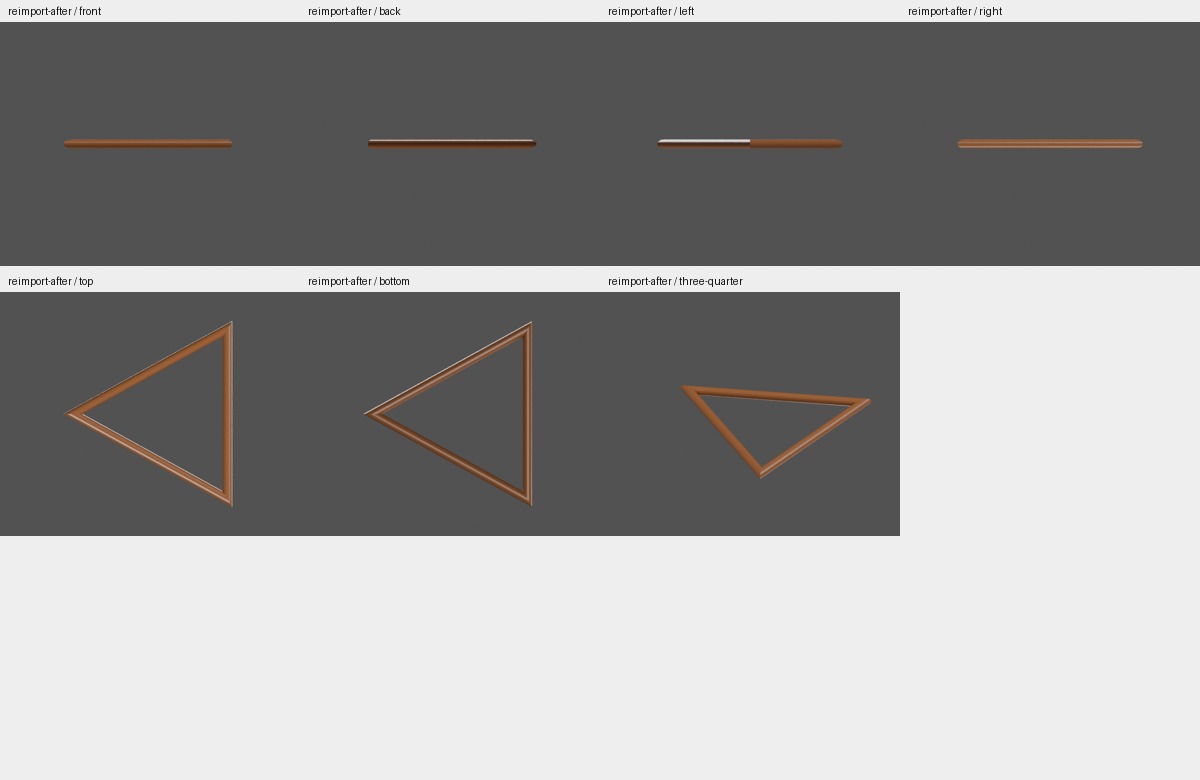 reimport-after / front
reimport-after / back
reimport-after / left
reimport-after / right
reimport-after / top
reimport-after / bottom
reimport-after / three-quarter